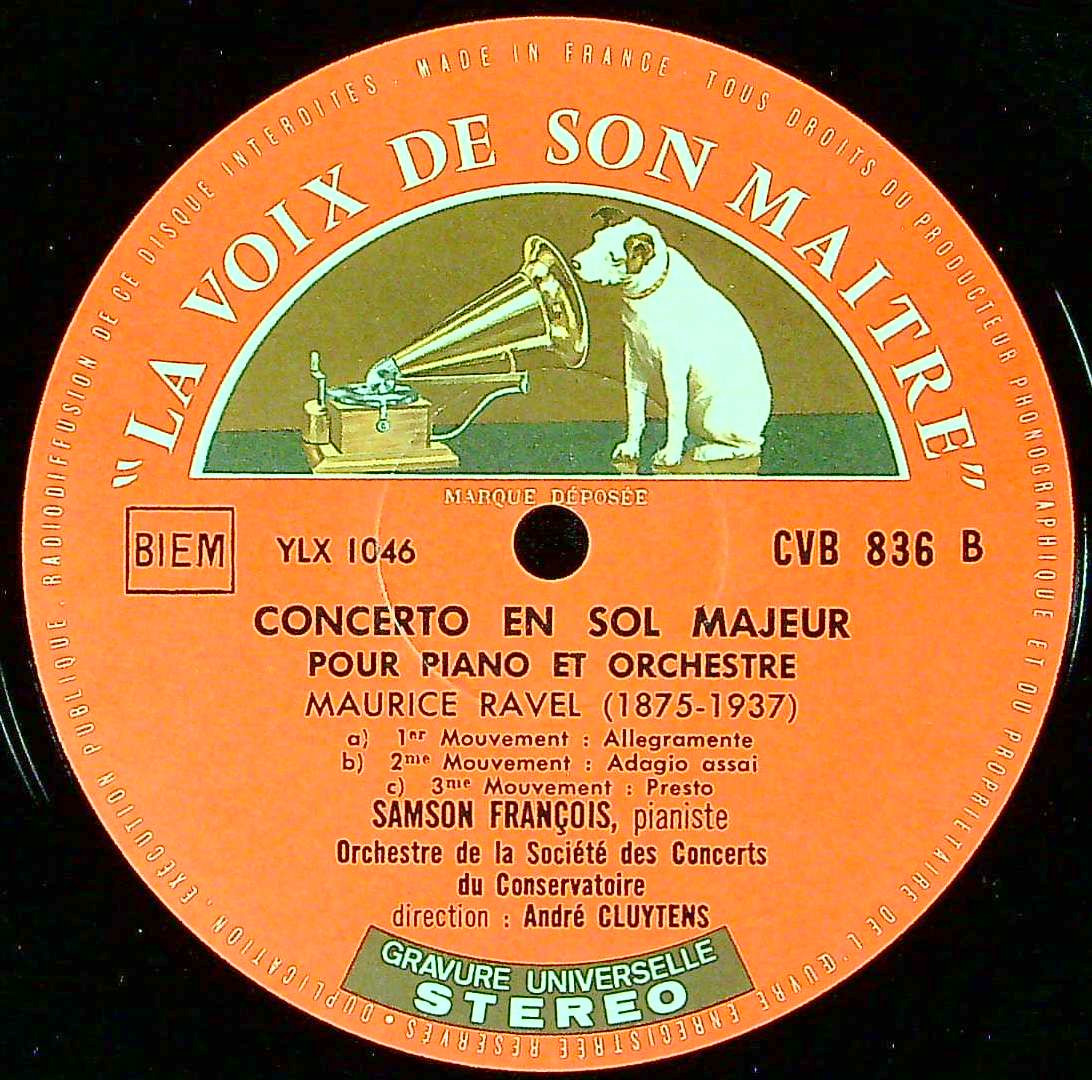 MADE IN FRANCE · TOUS DROITS DU PRODUCTEUR PHONOGRAPHIQUE ET DU PROPRIETAIRE DE L'ŒUVRE ENREGISTREE RESERVES • DUPLICATION, EXÉCUTION PUBLIQUE, RADIODIFFUSION DE CE DISQUE INTERDITES ·
"LA VOIX DE SON MAITRE"
MARQUE DÉPOSÉE
BIEM YLX 1046 CVB 836 B
CONCERTO EN SOL MAJEUR
POUR PIANO ET ORCHESTRE
MAURICE RAVEL (1875-1937)
a) 1er Mouvement : Allegramente
b) 2me Mouvement : Adagio assai
c) 3me Mouvement : Presto
SAMSON FRANÇOIS, pianiste
Orchestre de la Société des Concerts
du Conservatoire
direction : André CLUYTENS
GRAVURE UNIVERSELLE
STEREO